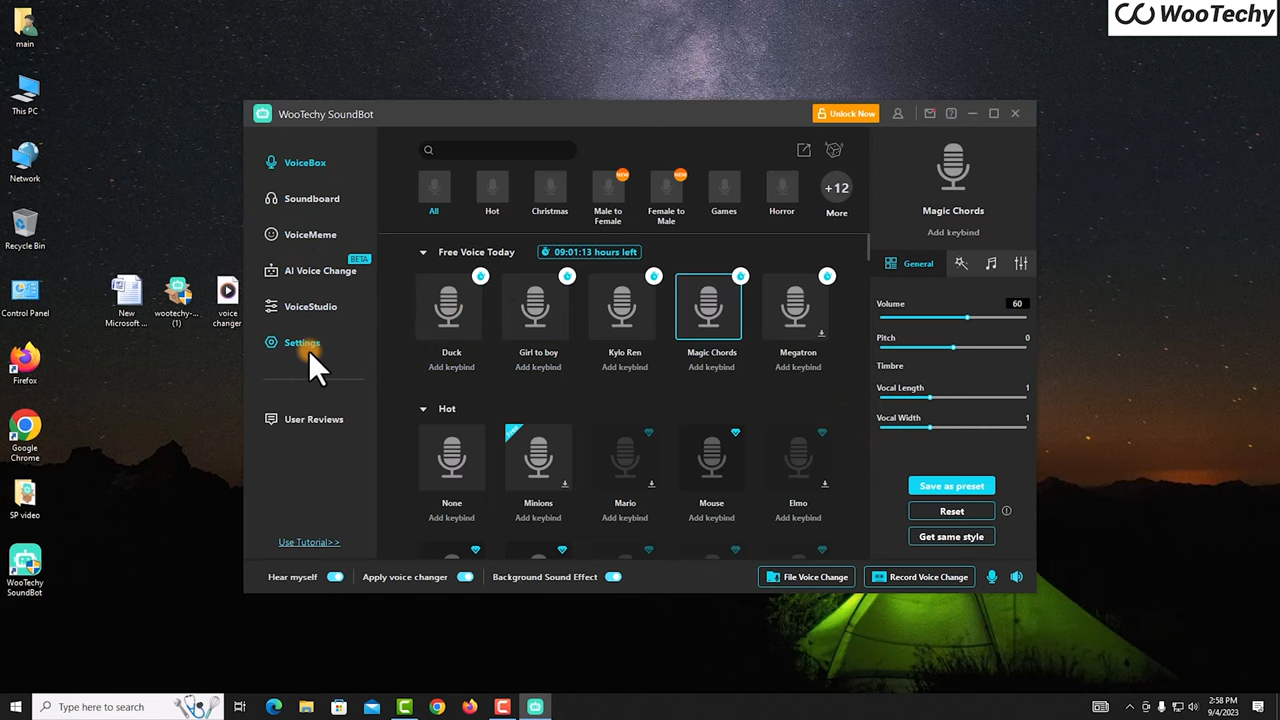 WooTechy
main
This PC
Network
Recycle Bin
Control Panel
New
Microsoft ...
wootechy-...
(1)
voice
changer
Firefox
Google
Chrome
SP video
WooTechy
SoundBot
WooTechy SoundBot
Unlock Now
VoiceBox
Soundboard
VoiceMeme
BETA
AI Voice Change
VoiceStudio
Settings
User Reviews
Use Tutorial>>
All
Hot
Christmas
NEW
Male to
Female
NEW
Female to
Male
Games
Horror
+12
More
Free Voice Today
09:01:13 hours left
Duck
Add keybind
Girl to boy
Add keybind
Kylo Ren
Add keybind
Magic Chords
Add keybind
Megatron
Add keybind
Hot
None
Add keybind
Minions
Add keybind
Mario
Add keybind
Mouse
Add keybind
Elmo
Add keybind
Magic Chords
Add keybind
General
Volume
60
Pitch
0
Timbre
Vocal Length
1
Vocal Width
1
Save as preset
Reset
Get same style
Hear myself
Apply voice changer
Background Sound Effect
File Voice Change
Record Voice Change
Type here to search
2:58 PM
9/4/2023